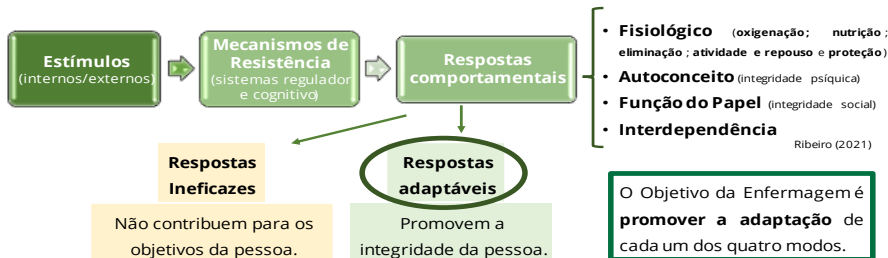 Estímulos
(internos/externos)
Mecanismos de
Resistência
(sistemas regulador
e cognitivo)
Respostas
comportamentais
• Fisiológico (oxigenação; nutrição;
eliminação; atividade e repouso e proteção)
• Autoconceito (integridade psíquica)
• Função do Papel (integridade social)
• Interdependência
Ribeiro (2021)
Respostas
Ineficazes
Respostas
adaptáveis
Não contribuem para os
objetivos da pessoa.
Promovem a
integridade da pessoa.
O Objetivo da Enfermagem é
promover a adaptação de
cada um dos quatro modos.